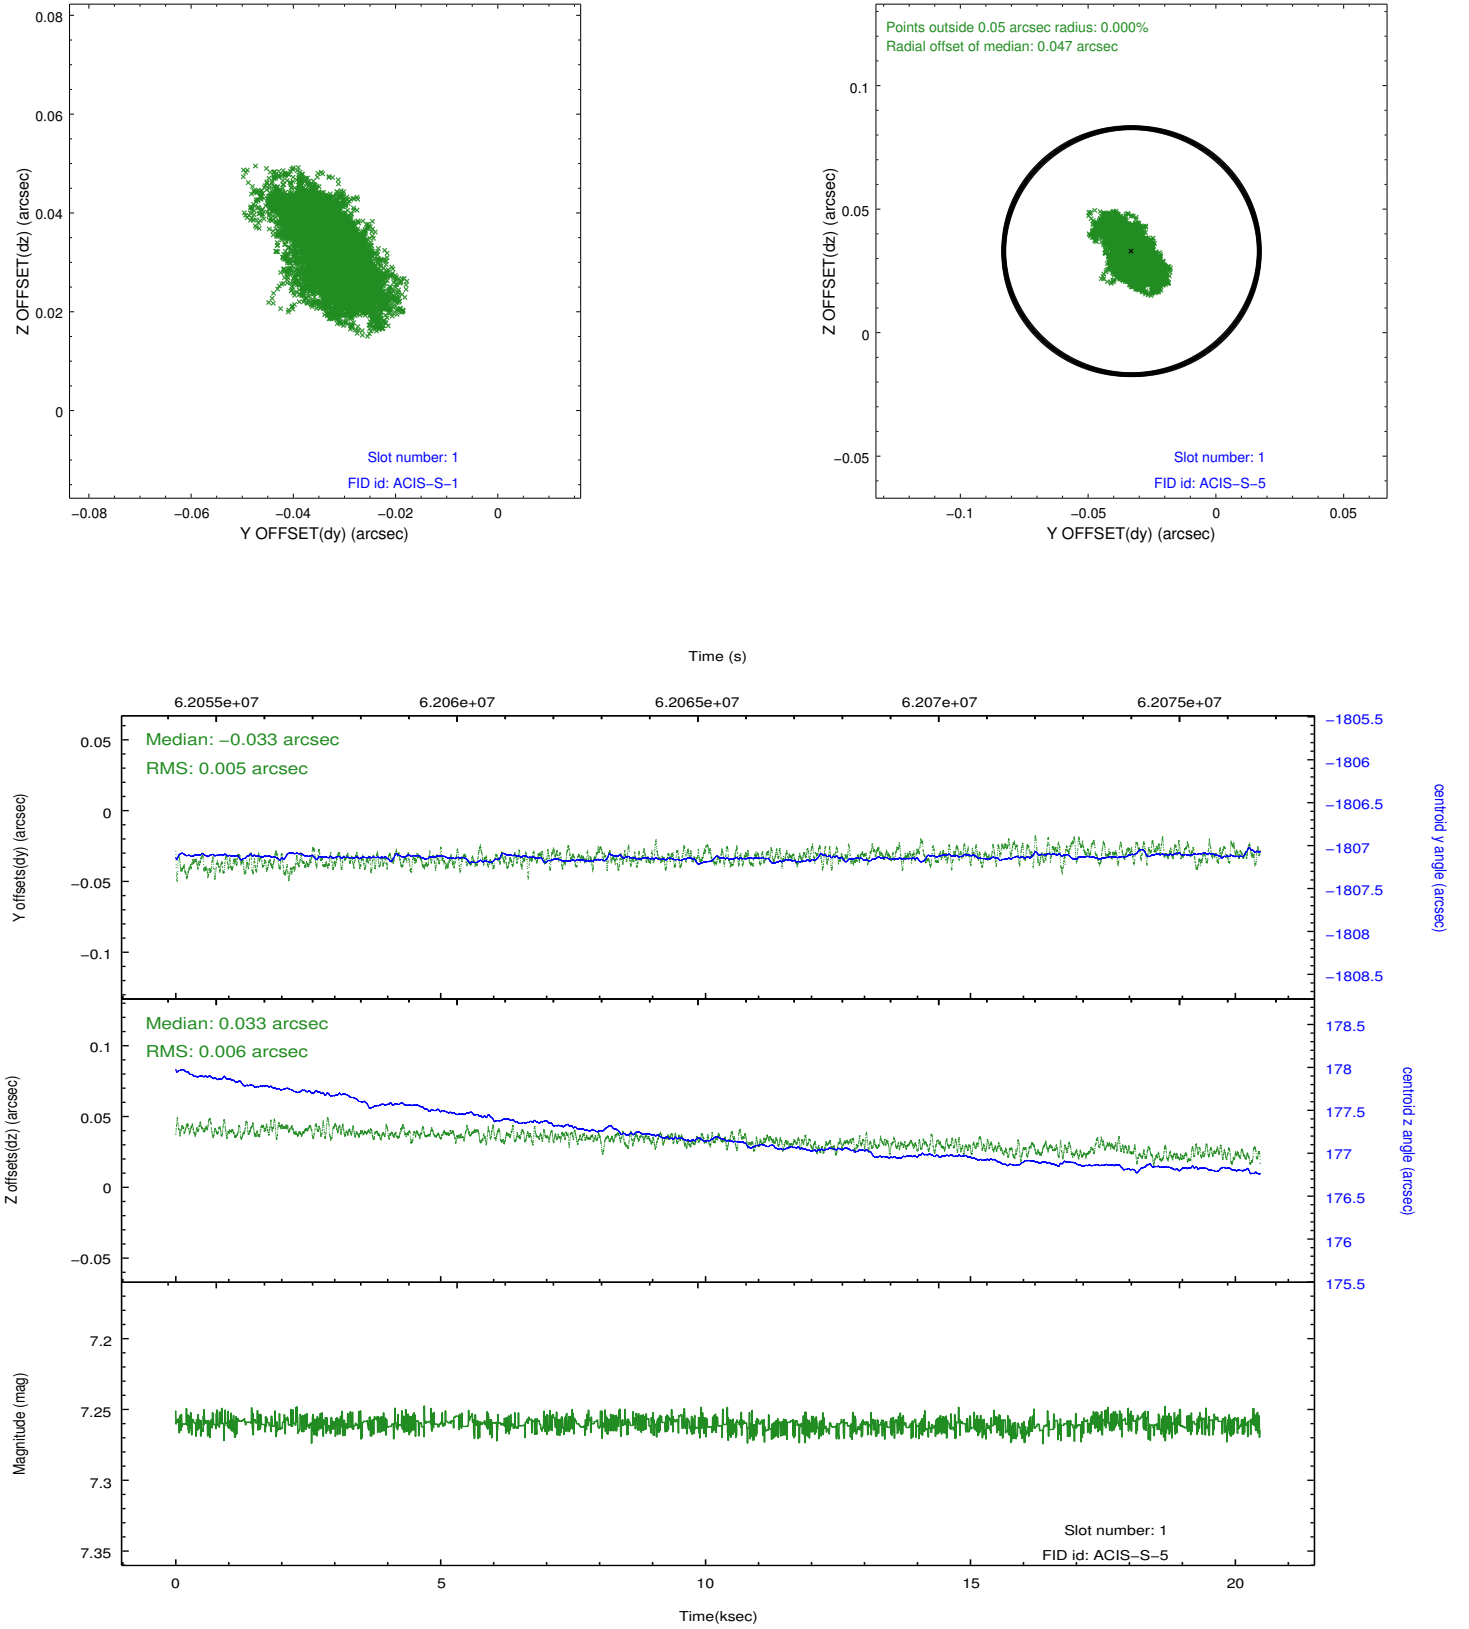 0.08
0.06
0.04
0.02
0
Z OFFSET(dz) (arcsec)
Slot number: 1
FID id: ACIS−S−1
−0.08 −0.06 −0.04 −0.02 0
Y OFFSET(dy) (arcsec)
Points outside 0.05 arcsec radius: 0.000%
Radial offset of median: 0.047 arcsec
0.1
0.05
0
−0.05
Z OFFSET(dz) (arcsec)
Slot number: 1
FID id: ACIS−S−5
−0.1 −0.05 0 0.05
Y OFFSET(dy) (arcsec)
Time (s)
6.2055e+07 6.206e+07 6.2065e+07 6.207e+07 6.2075e+07
Median: −0.033 arcsec
RMS: 0.005 arcsec
0.05
0
−0.05
−0.1
Y offsets(dy) (arcsec)
−1805.5
−1806
−1806.5
−1807
−1807.5
−1808
−1808.5
centroid y angle (arcsec)
Median: 0.033 arcsec
RMS: 0.006 arcsec
0.1
0.05
0
−0.05
Z offsets(dz) (arcsec)
178.5
178
177.5
177
176.5
176
175.5
centroid z angle (arcsec)
7.2
7.25
7.3
7.35
Magnitude (mag)
Slot number: 1
FID id: ACIS−S−5
0 5 10 15 20
Time(ksec)